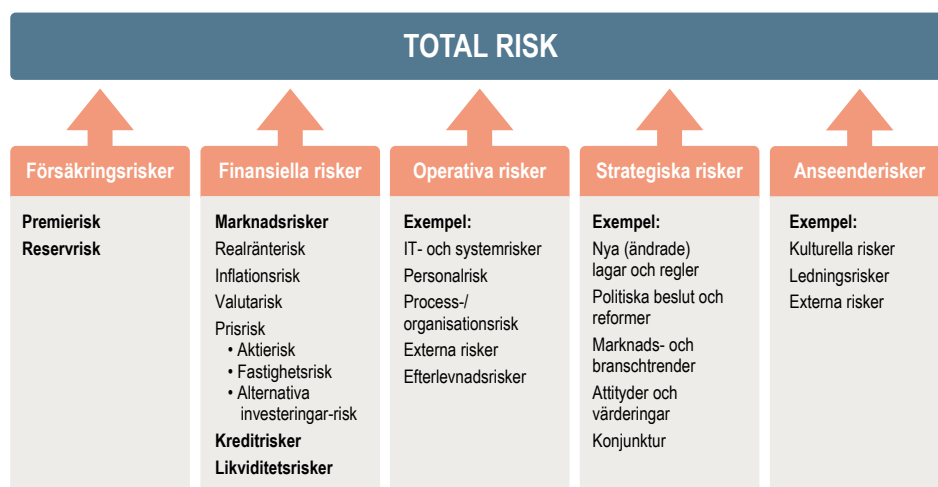 TOTAL RISK
Försäkringsrisker
Premierisk
Reservrisk
Finansiella risker
Marknadsrisker
Realränterisk
Inflationsrisk
Valutarisk
Prisrisk
• Aktierisk
• Fastighetsrisk
• Alternativa
investeringar-risk
Kreditrisker
Likviditetsrisker
Operativa risker
Exempel:
IT- och systemrisker
Personalrisk
Process-/
organisationsrisk
Externa risker
Efterlevnadsrisker
Strategiska risker
Exempel:
Nya (ändrade)
lagar och regler
Politiska beslut och
reformer
Marknads- och
branschtrender
Attityder och
värderingar
Konjunktur
Anseenderisker
Exempel:
Kulturella risker
Ledningsrisker
Externa risker